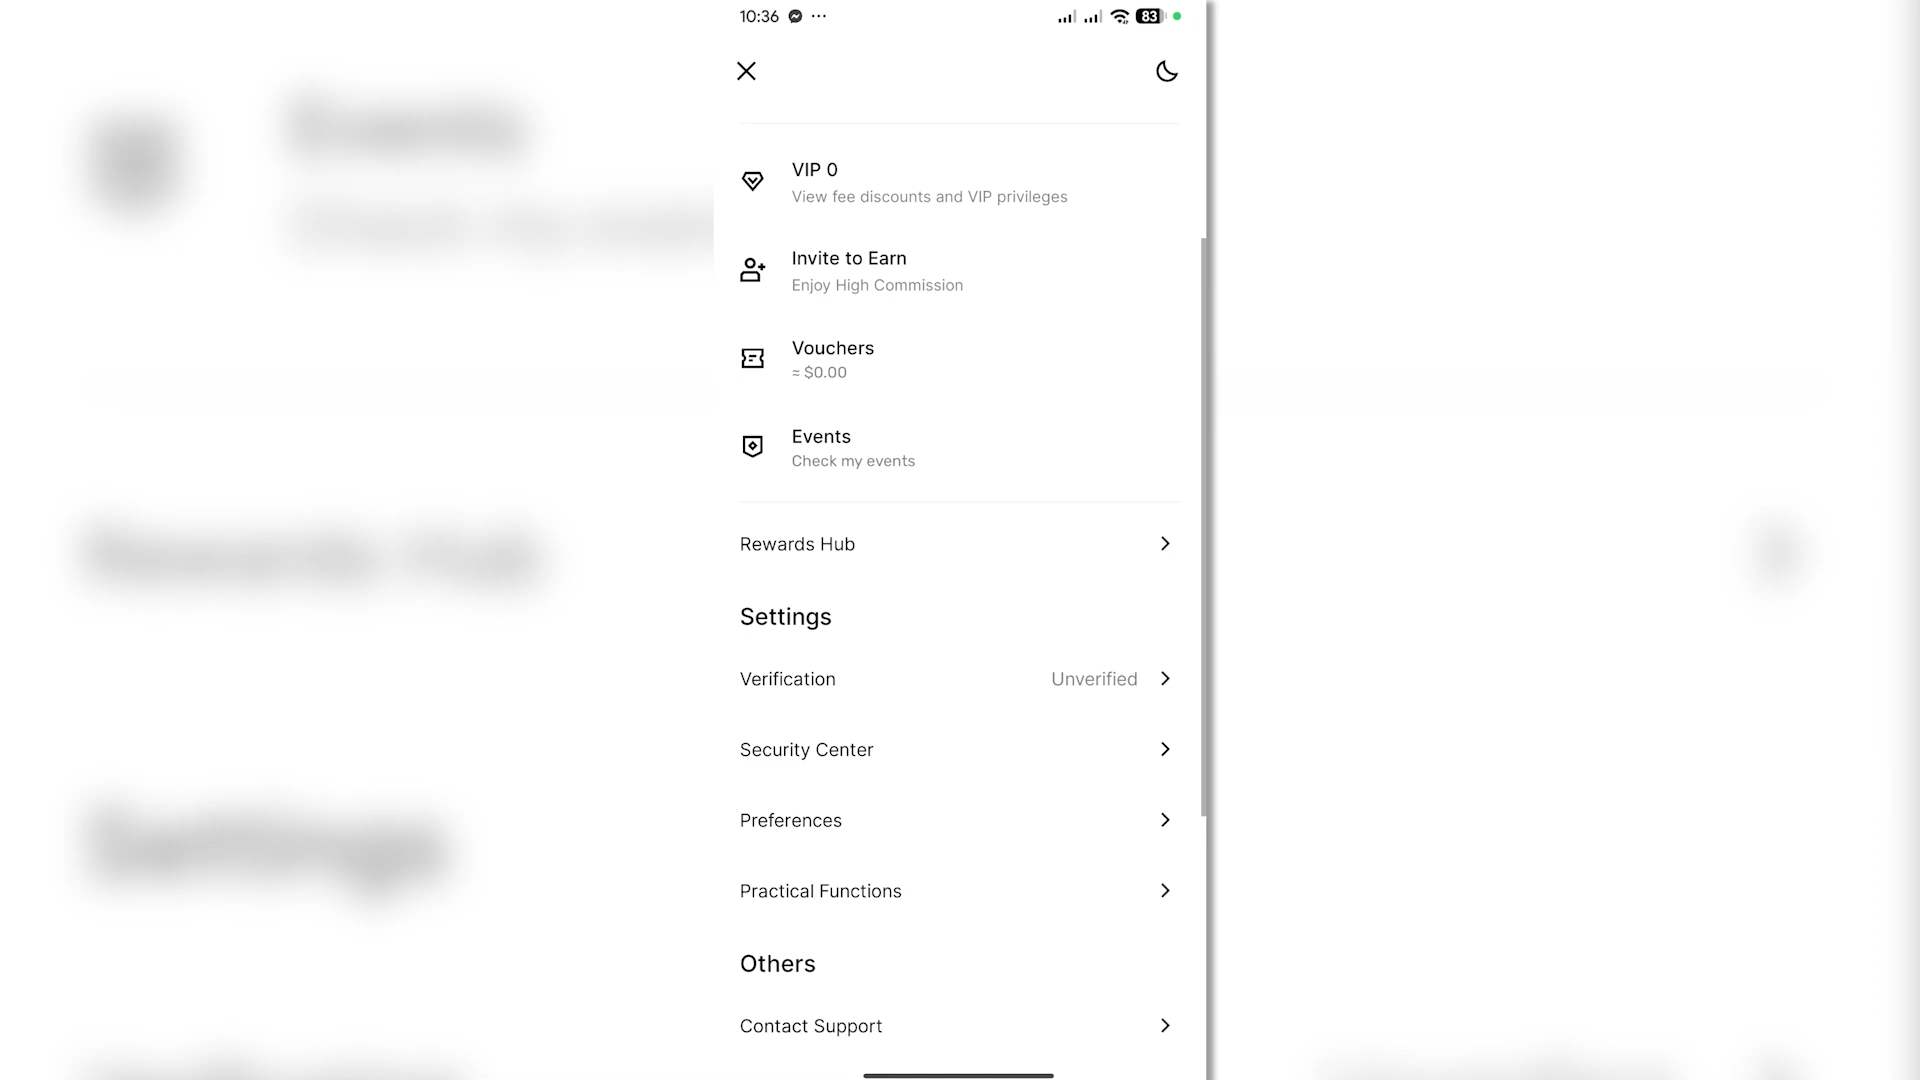 10:36
83
VIP 0
View fee discounts and VIP privileges
Invite to Earn
Enjoy High Commission
Vouchers
≈ $0.00
Events
Check my events
Rewards Hub
Settings
Verification Unverified
Security Center
Preferences
Practical Functions
Others
Contact Support